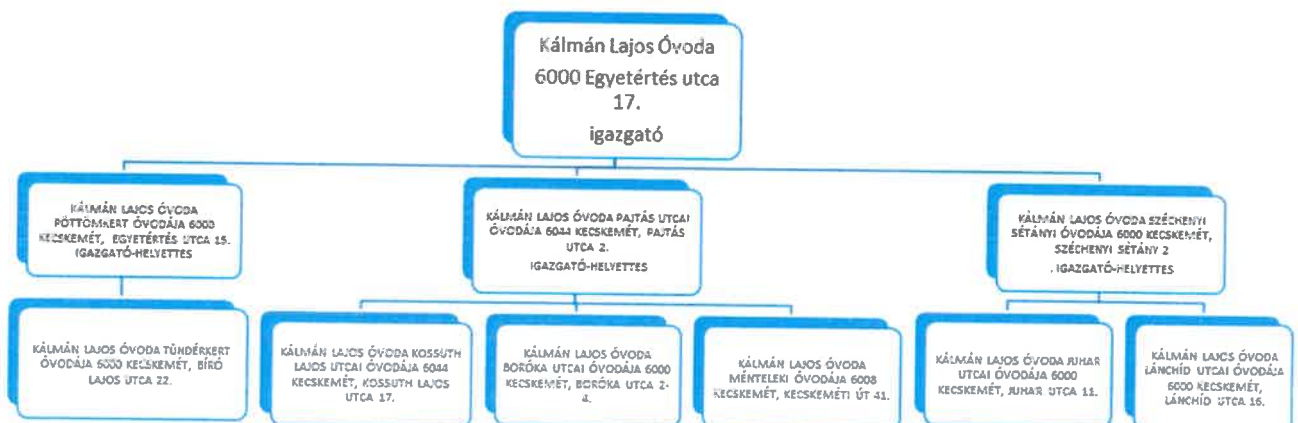 Kálmán Lajos Óvoda
6000 Egyetértés utca
17.
igazgató
KÁLMÁN LAJOS ÓVODA
PÖTTÖMKERT ÓVODÁJA 6000
KECSKEMÉT, EGYETÉRTÉS UTCA 15.
IGAZGATÓ-HELYETTES
KÁLMÁN LAJOS ÓVODA PAJTÁS UTCAI
ÓVODÁJA 6044 KECSKEMÉT, PAJTÁS
UTCA 2.
IGAZGATÓ-HELYETTES
KÁLMÁN LAJOS ÓVODA SZÉCHENYI
SÉTÁNYI ÓVODÁJA 6000 KECSKEMÉT,
SZÉCHENYI SÉTÁNY 2
. IGAZGATÓ-HELYETTES
KÁLMÁN LAJOS ÓVODA TÜNDÉRKERT
ÓVODÁJA 6000 KECSKEMÉT, BÍRÓ
LAJOS UTCA 22.
KÁLMÁN LAJOS ÓVODA KOSSUTH
LAJOS UTCAI ÓVODÁJA 6044
KECSKEMÉT, KOSSUTH LAJOS
UTCA 17.
KÁLMÁN LAJOS ÓVODA
BORÓKA UTCAI ÓVODÁJA 6000
KECSKEMÉT, BORÓKA UTCA 2-
4.
KÁLMÁN LAJOS ÓVODA
MÉNTELEKI ÓVODÁJA 6008
KECSKEMÉT, KECSKEMÉTI ÚT 41.
KÁLMÁN LAJOS ÓVODA JUHAR
UTCAI ÓVODÁJA 6000
KECSKEMÉT, JUHAR UTCA 11.
KÁLMÁN LAJOS ÓVODA
LÁNCHÍD UTCAI ÓVODÁJA
6000 KECSKEMÉT,
LÁNCHÍD UTCA 16.